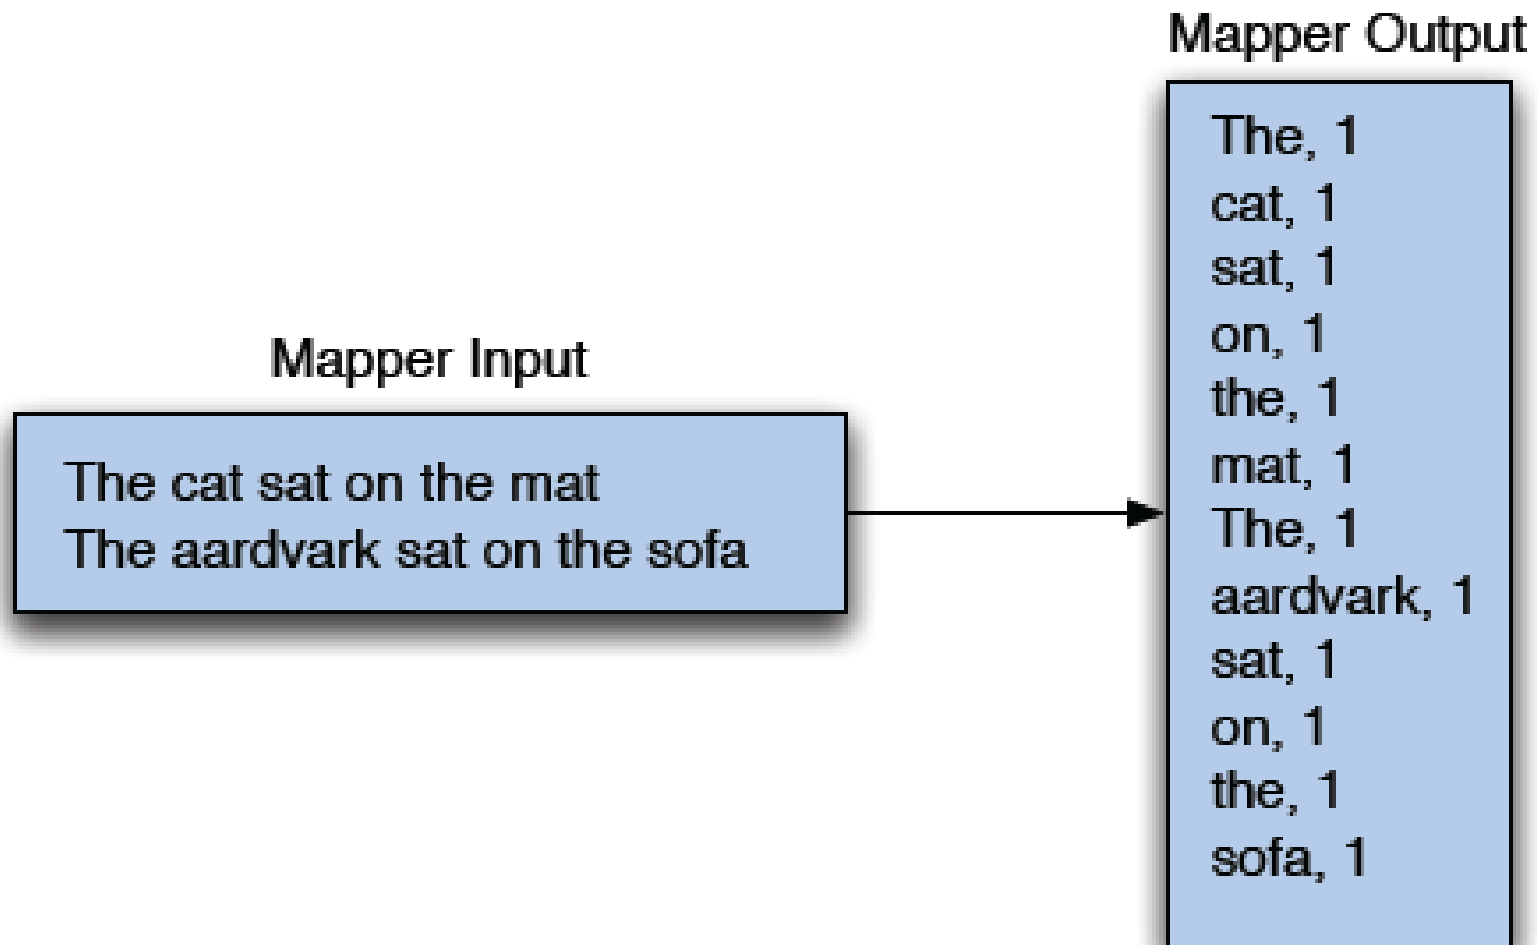 Mapper Input
The cat sat on the mat
The aardvark sat on the sofa
Mapper Output
The, 1
cat, 1
sat, 1
on, 1
the, 1
mat, 1
The, 1
aardvark, 1
sat, 1
on, 1
the, 1
sofa, 1